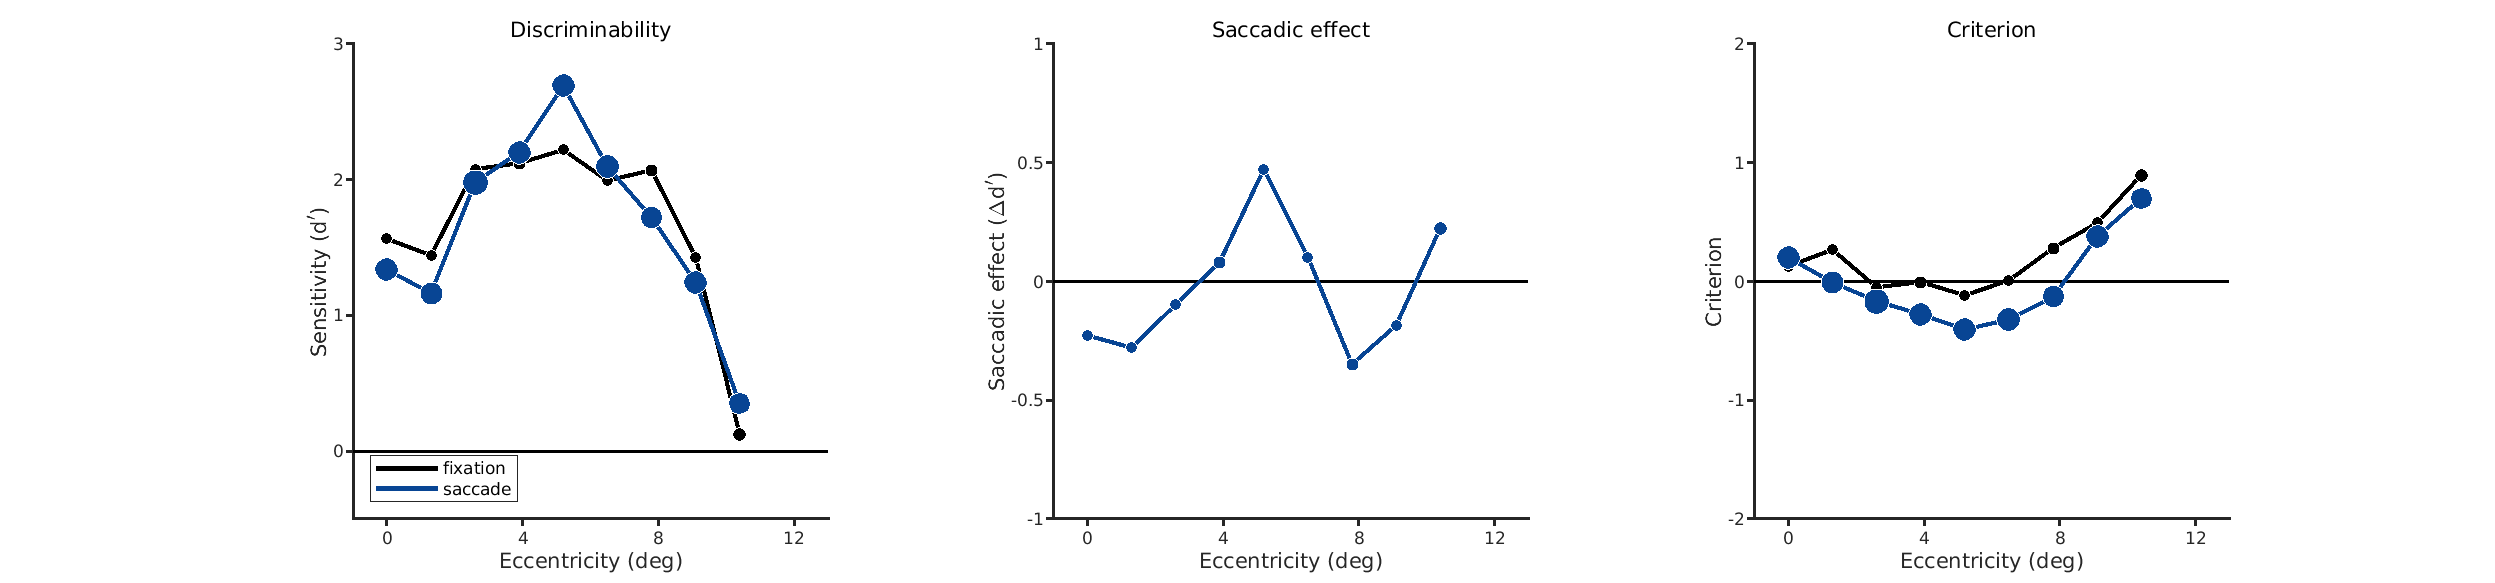 Discriminability
3
2
1
0
Sensitivity (d′)
fixation
saccade
0 4 8 12
Eccentricity (deg)
Saccadic effect
1
0.5
0
-0.5
-1
Saccadic effect (Δd′)
0 4 8 12
Eccentricity (deg)
Criterion
2
1
0
-1
-2
Criterion
0 4 8 12
Eccentricity (deg)